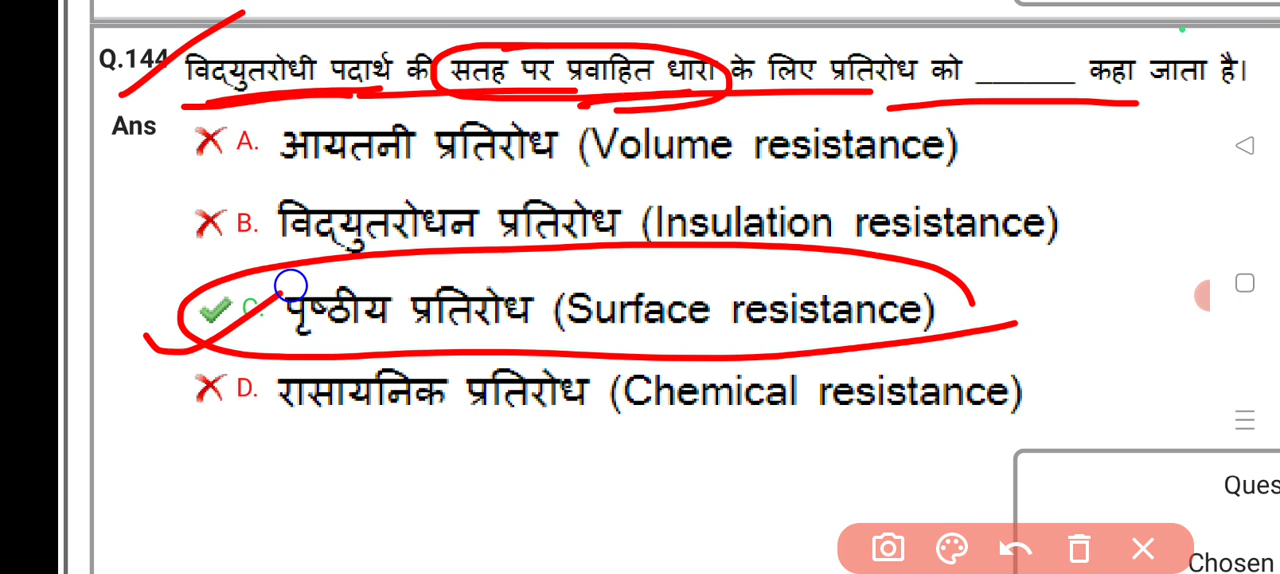 Q.144 विद्युतरोधी पदार्थ की सतह पर प्रवाहित धारा के लिए प्रतिरोध को ______ कहा जाता है।
Ans
A. आयतनी प्रतिरोध (Volume resistance)
B. विद्युतरोधन प्रतिरोध (Insulation resistance)
C. पृष्ठीय प्रतिरोध (Surface resistance)
D. रासायनिक प्रतिरोध (Chemical resistance)
Ques
Chosen